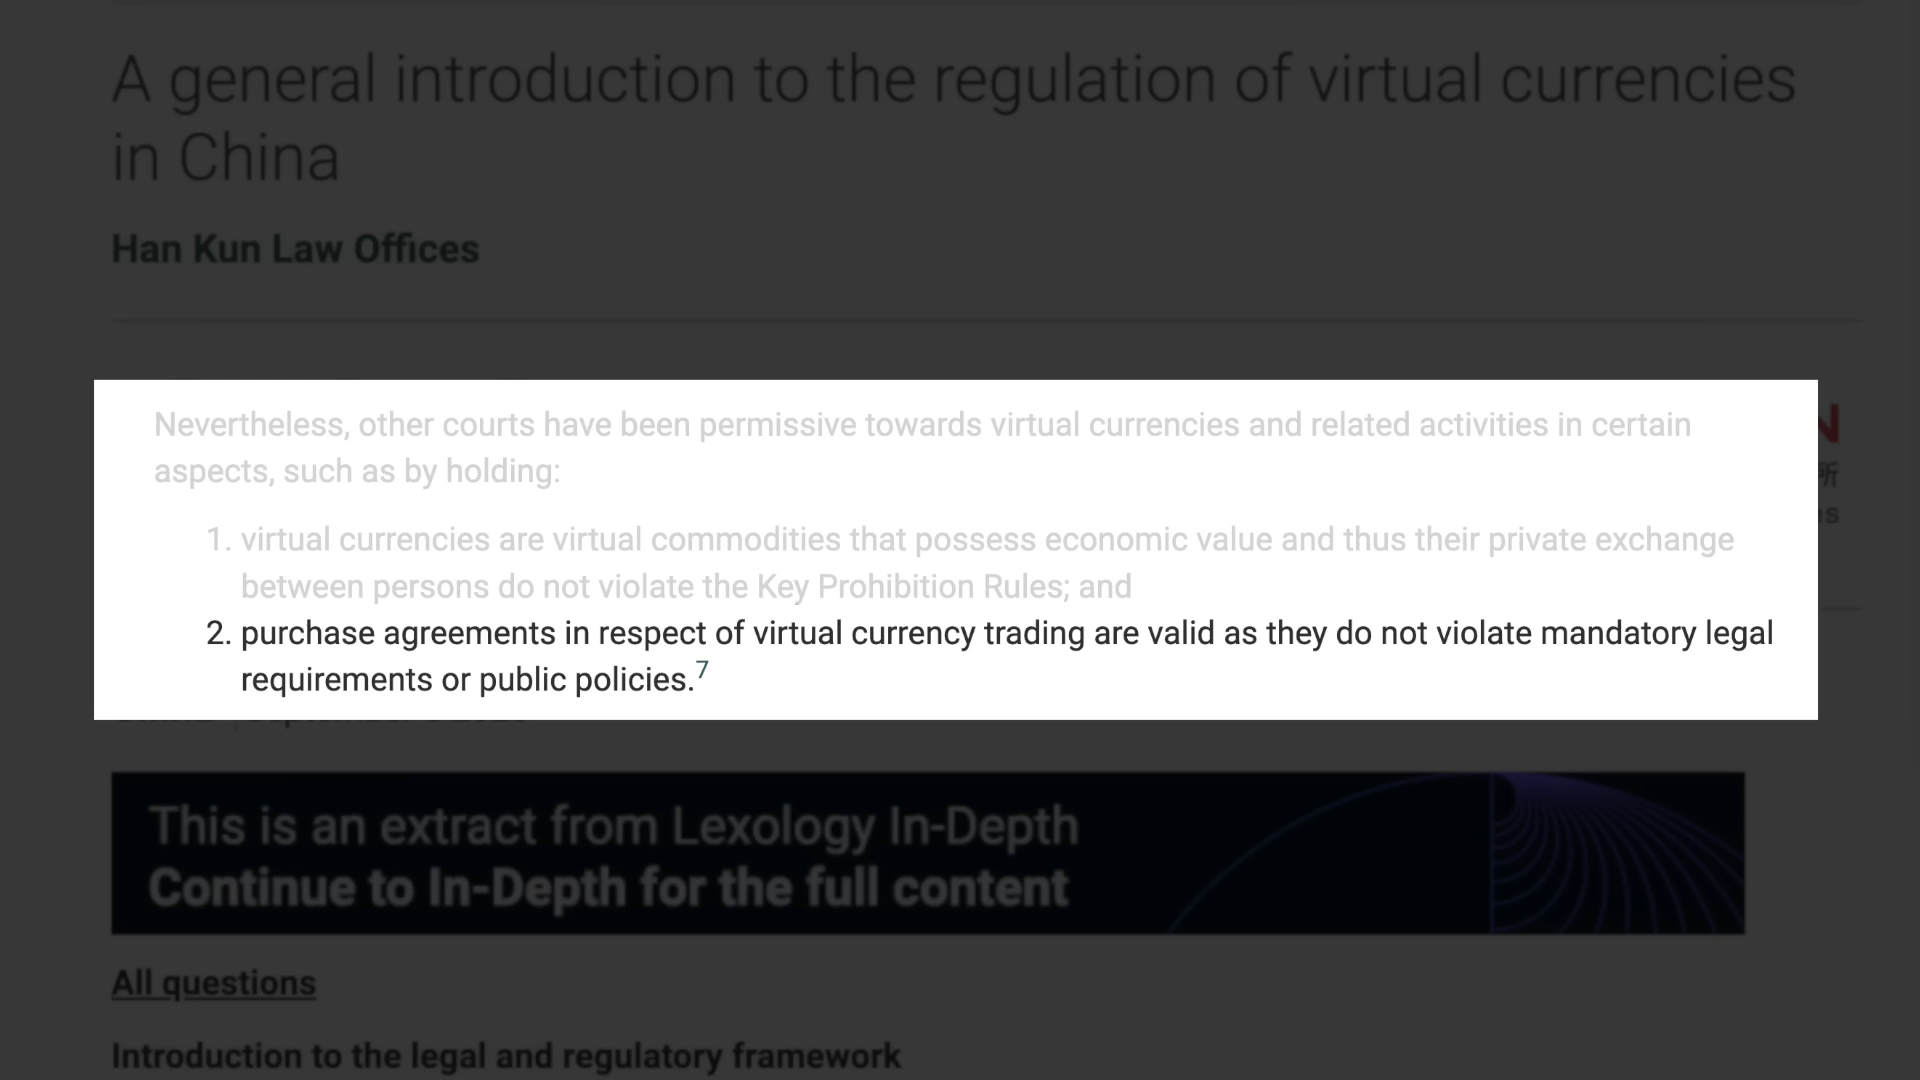 A general introduction to the regulation of virtual currencies
in China
Han Kun Law Offices
N
所
Nevertheless, other courts have been permissive towards virtual currencies and related activities in certain
aspects, such as by holding:
1. virtual currencies are virtual commodities that possess economic value and thus their private exchange
between persons do not violate the Key Prohibition Rules; and
2. purchase agreements in respect of virtual currency trading are valid as they do not violate mandatory legal
requirements or public policies.7
This is an extract from Lexology In-Depth
Continue to In-Depth for the full content
All questions
Introduction to the legal and regulatory framework